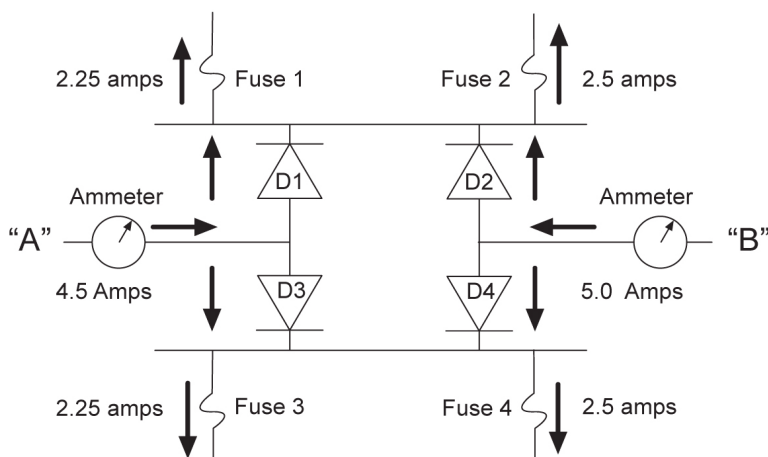 2.25 amps
Fuse 1
Fuse 2
2.5 amps
D1
D2
Ammeter
Ammeter
“A”
“B”
4.5 Amps
D3
D4
5.0 Amps
2.25 amps
Fuse 3
Fuse 4
2.5 amps